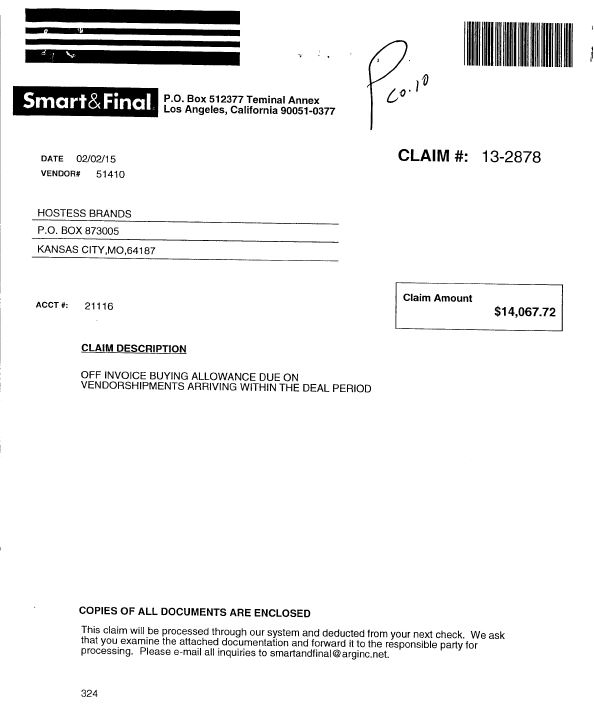 P
CO.10
Smart&Final
P.O. Box 512377 Teminal Annex
Los Angeles, California 90051-0377
DATE 02/02/15
CLAIM #: 13-2878
VENDOR# 51410
HOSTESS BRANDS
P.O. BOX 873005
KANSAS CITY,MO,64187
ACCT #: 21116
Claim Amount
$14,067.72
CLAIM DESCRIPTION
OFF INVOICE BUYING ALLOWANCE DUE ON
VENDORSHIPMENTS ARRIVING WITHIN THE DEAL PERIOD
COPIES OF ALL DOCUMENTS ARE ENCLOSED
This claim will be processed through our system and deducted from your next check. We ask
that you examine the attached documentation and forward it to the responsible party for
processing. Please e-mail all inquiries to smartandfinal@arginc.net.
324